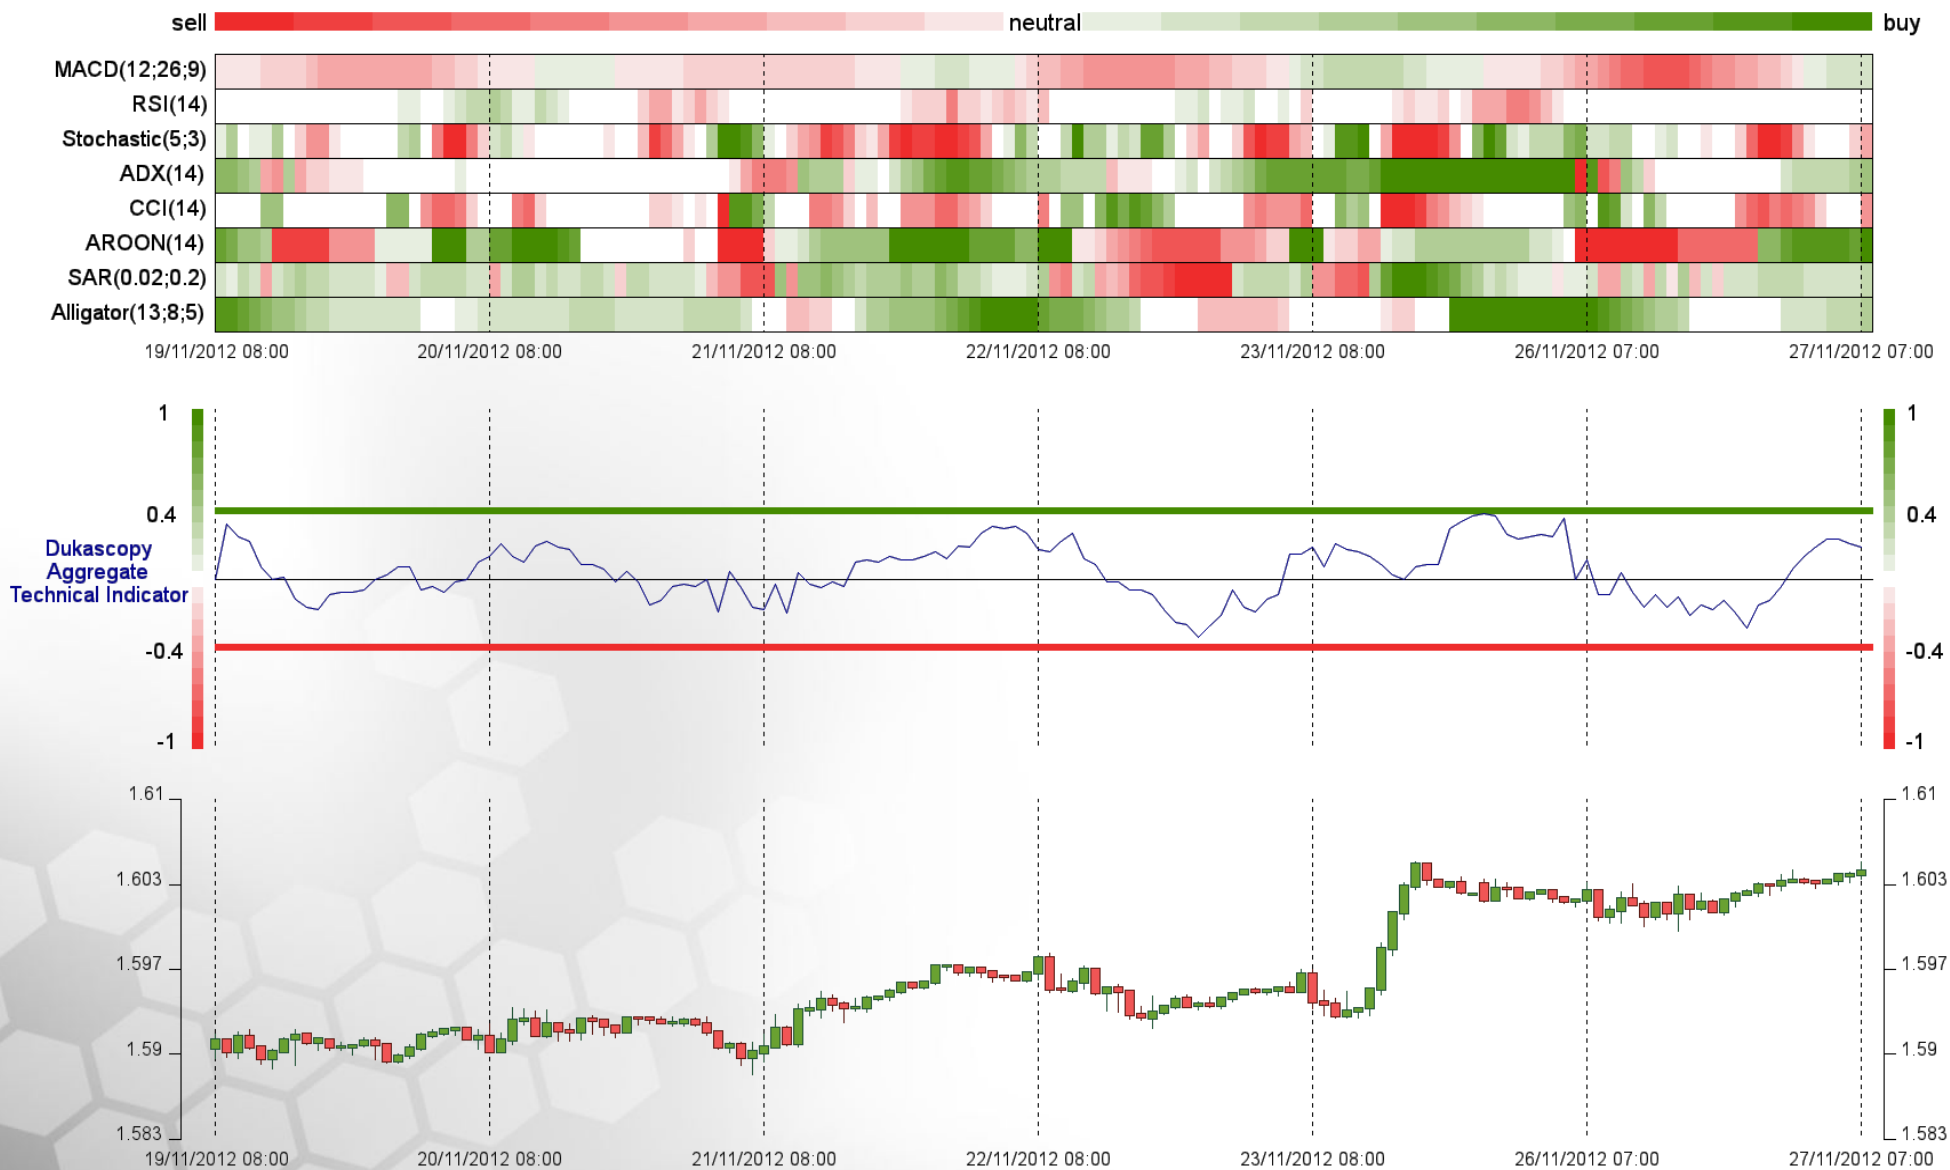 sell neutral buy
MACD(12;26;9)
RSI(14)
Stochastic(5;3)
ADX(14)
CCI(14)
AROON(14)
SAR(0.02;0.2)
Alligator(13;8;5)
19/11/2012 08:00 20/11/2012 08:00 21/11/2012 08:00 22/11/2012 08:00 23/11/2012 08:00 26/11/2012 07:00 27/11/2012 07:00
1 1
0.4 0.4
Dukascopy
Aggregate
Technical Indicator
-0.4 -0.4
-1 -1
1.61 1.61
1.603 1.603
1.597 1.597
1.59 1.59
1.583 1.583
19/11/2012 08:00 20/11/2012 08:00 21/11/2012 08:00 22/11/2012 08:00 23/11/2012 08:00 26/11/2012 07:00 27/11/2012 07:00